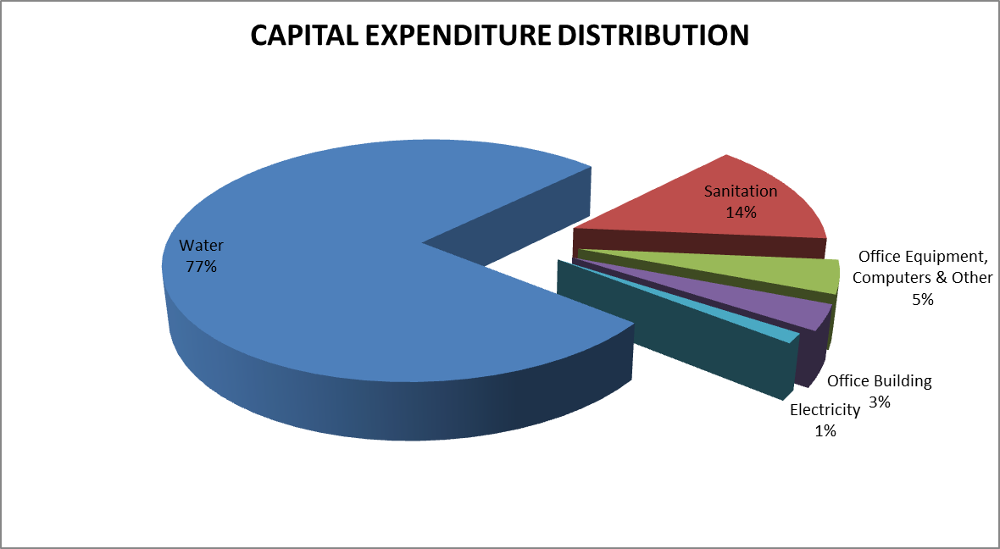 CAPITAL EXPENDITURE DISTRIBUTION
Water
77%
Sanitation
14%
Office Equipment,
Computers & Other
5%
Office Building
3%
Electricity
1%